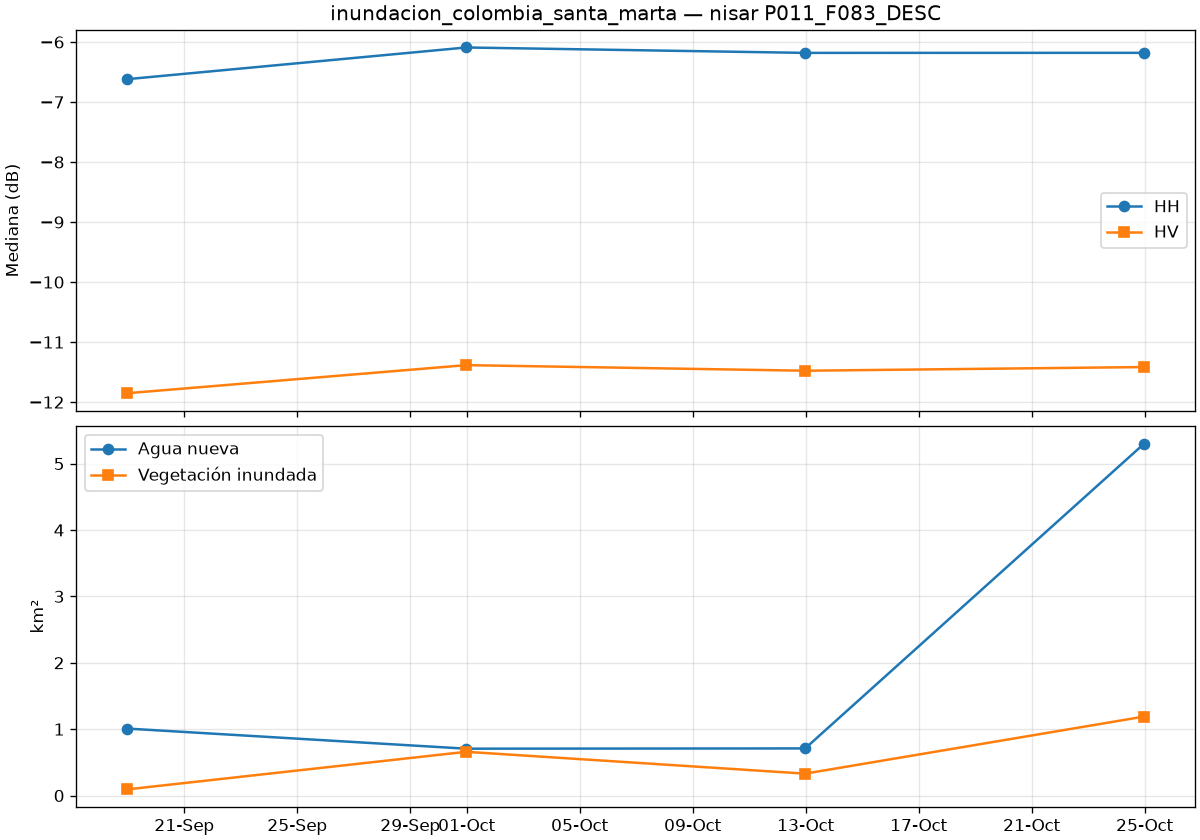 inundacion_colombia_santa_marta — nisar P011_F083_DESC
Mediana (dB)
−6
−7
−8
−9
−10
−11
−12
HH
HV
Agua nueva
Vegetación inundada
km²
5
4
3
2
1
0
21-Sep 25-Sep 29-Sep 01-Oct 05-Oct 09-Oct 13-Oct 17-Oct 21-Oct 25-Oct